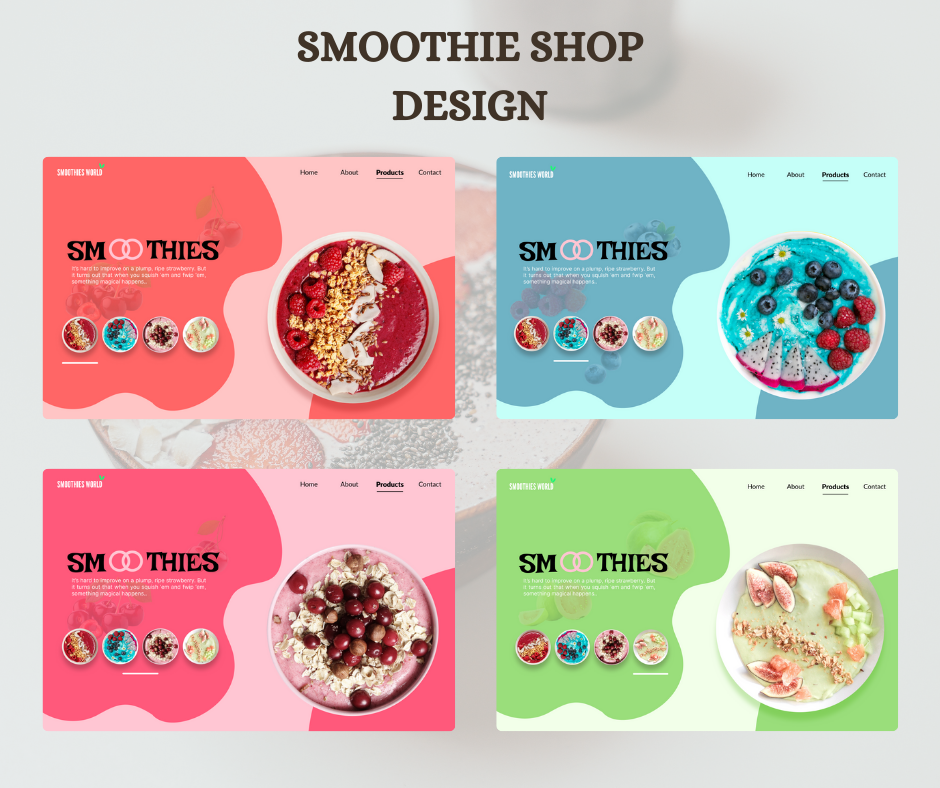 SMOOTHIE SHOP
DESIGN
SMOOTHIES WORLD
Home About Products Contact
SMOOTHIES
It's hard to improve on a plump, ripe strawberry. But
it turns out that when you squish 'em and fwip 'em,
something magical happens..
SMOOTHIES WORLD
Home About Products Contact
SMOOTHIES
It's hard to improve on a plump, ripe strawberry. But
it turns out that when you squish 'em and fwip 'em,
something magical happens..
SMOOTHIES WORLD
Home About Products Contact
SMOOTHIES
It's hard to improve on a plump, ripe strawberry. But
it turns out that when you squish 'em and fwip 'em,
something magical happens..
SMOOTHIES WORLD
Home About Products Contact
SMOOTHIES
It's hard to improve on a plump, ripe strawberry. But
it turns out that when you squish 'em and fwip 'em,
something magical happens..